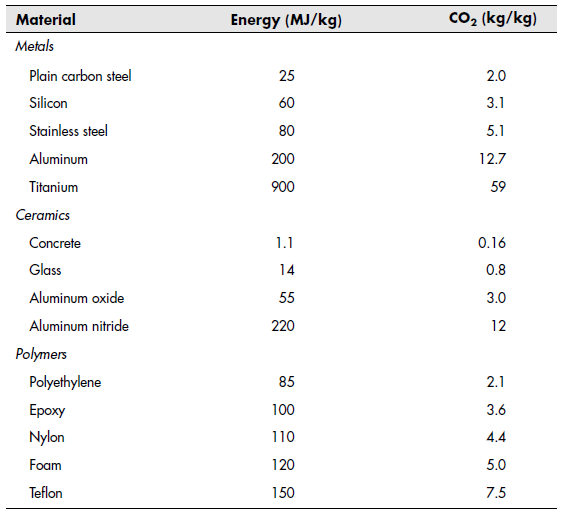 Material Energy (MJ/kg) CO₂ (kg/kg)
Metals
Plain carbon steel 25 2.0
Silicon 60 3.1
Stainless steel 80 5.1
Aluminum 200 12.7
Titanium 900 59
Ceramics
Concrete 1.1 0.16
Glass 14 0.8
Aluminum oxide 55 3.0
Aluminum nitride 220 12
Polymers
Polyethylene 85 2.1
Epoxy 100 3.6
Nylon 110 4.4
Foam 120 5.0
Teflon 150 7.5